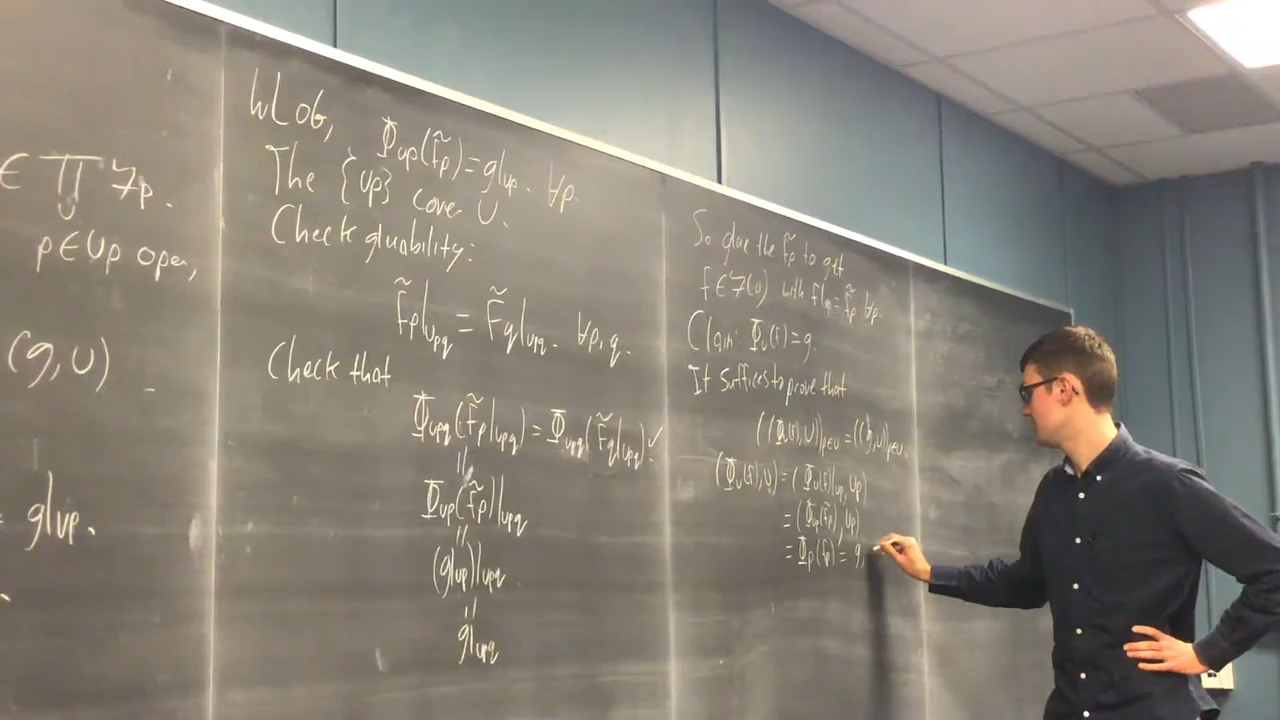 ∈ ∏ ℱp.
p∈Up open,
(g,U)
= g|Up.
WLOG,
Φ_Up(f̃p) = g|Up. ∀p.
The {Up} cover U.
Check gluability:
f̃p|Upq = f̃q|Upq. ∀p,q.
Check that
Φ_Upq(f̃p|Upq) = Φ_Upq(f̃q|Upq). ✓
||
Φ_Up(f̃p)|Upq
||
(g|Up)|Upq
||
g|Upq
So glue the f̃p to get
f∈ℱ(U) with f|Up = f̃p ∀p.
Claim: Φ_U(f) = g.
It suffices to prove that
((Φ_U(f),U))p∈U = ((g,U))p∈U.
(Φ_U(f),U) = (Φ_U(f)|Up, Up)
= (Φ_Up(f̃p), Up)
= Φp(fp) = g,